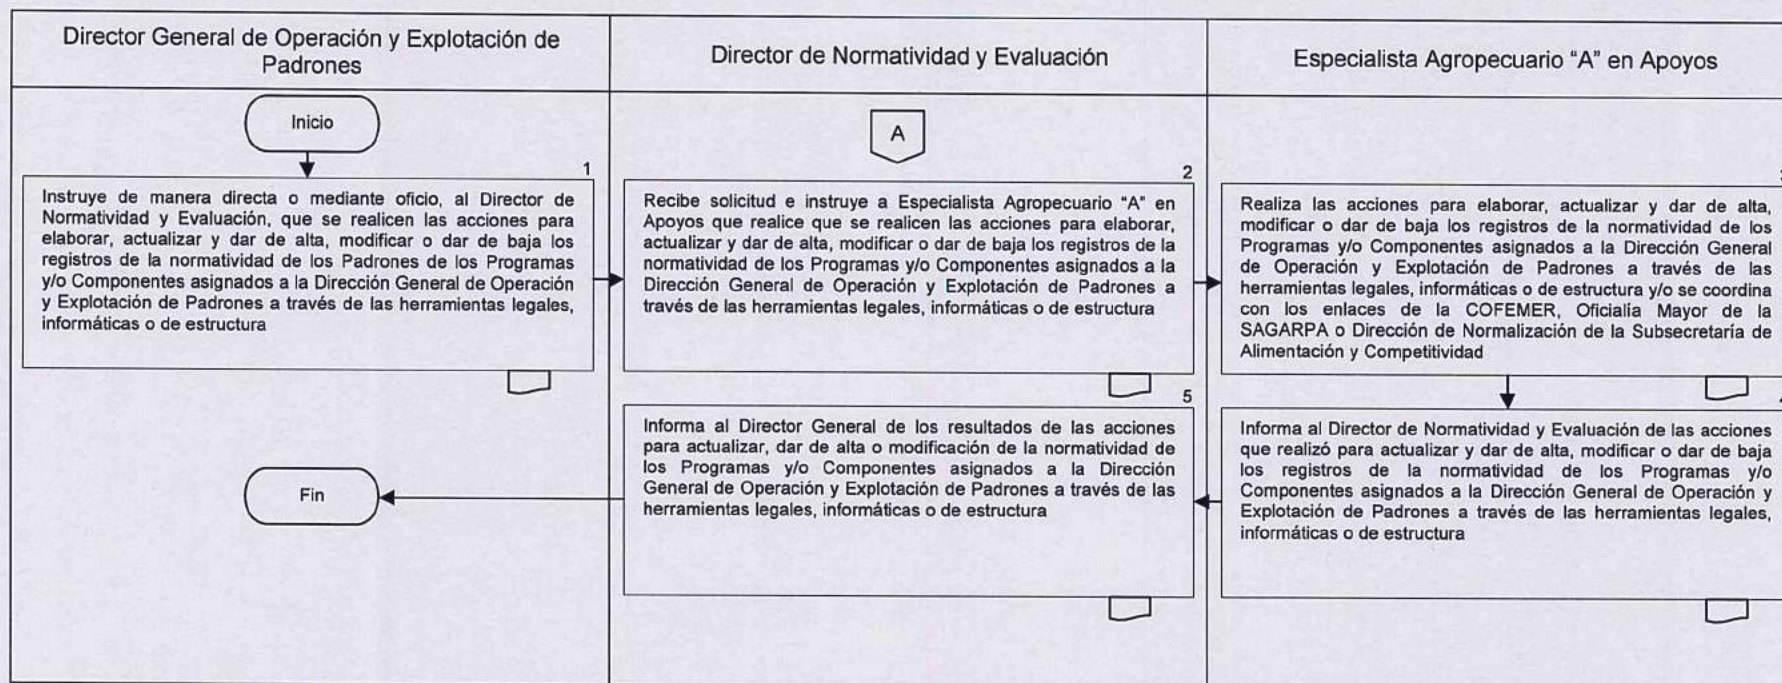 Director General de Operación y Explotación de
Padrones
Director de Normatividad y Evaluación
Especialista Agropecuario "A" en Apoyos
Inicio
A
1
Instruye de manera directa o mediante oficio, al Director de
Normatividad y Evaluación, que se realicen las acciones para
elaborar, actualizar y dar de alta, modificar o dar de baja los
registros de la normatividad de los Padrones de los Programas
y/o Componentes asignados a la Dirección General de Operación
y Explotación de Padrones a través de las herramientas legales,
informáticas o de estructura
2
Recibe solicitud e instruye a Especialista Agropecuario "A" en
Apoyos que realice que se realicen las acciones para elaborar,
actualizar y dar de alta, modificar o dar de baja los registros de la
normatividad de los Programas y/o Componentes asignados a la
Dirección General de Operación y Explotación de Padrones a
través de las herramientas legales, informáticas o de estructura
Realiza las acciones para elaborar, actualizar y dar de alta,
modificar o dar de baja los registros de la normatividad de los
Programas y/o Componentes asignados a la Dirección General
de Operación y Explotación de Padrones a través de las
herramientas legales, informáticas o de estructura y/o se coordina
con los enlaces de la COFEMER, Oficialía Mayor de la
SAGARPA o Dirección de Normalización de la Subsecretaría de
Alimentación y Competitividad
Informa al Director de Normatividad y Evaluación de las acciones
que realizó para actualizar y dar de alta, modificar o dar de baja
los registros de la normatividad de los Programas y/o
Componentes asignados a la Dirección General de Operación y
Explotación de Padrones a través de las herramientas legales,
informáticas o de estructura
5
Informa al Director General de los resultados de las acciones
para actualizar, dar de alta o modificación de la normatividad de
los Programas y/o Componentes asignados a la Dirección
General de Operación y Explotación de Padrones a través de las
herramientas legales, informáticas o de estructura
Fin